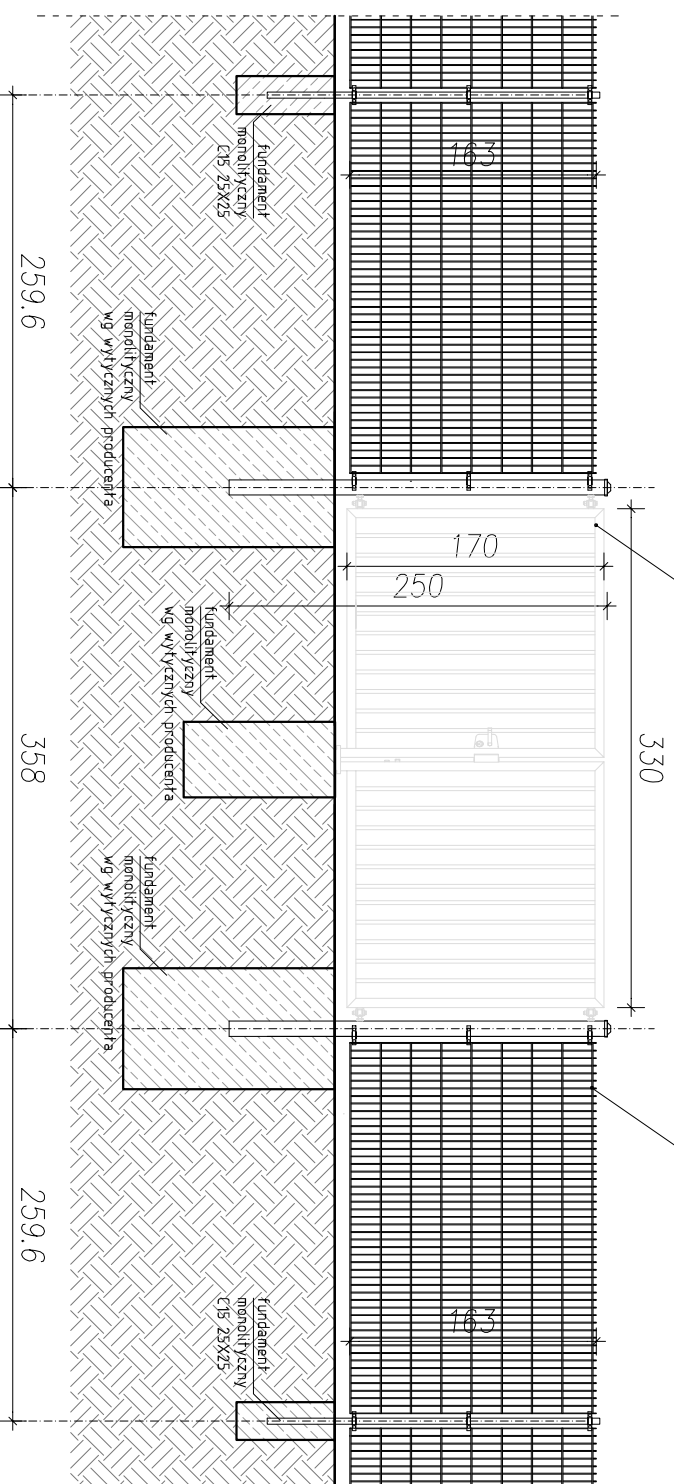 163
170
250
330
163
fundament
monolityczny
C15 25X25
fundament
monolityczny
wg wytycznych producenta
fundament
monolityczny
wg wytycznych producenta
fundament
monolityczny
wg wytycznych producenta
fundament
monolityczny
C15 25X25
259.6
358
259.6